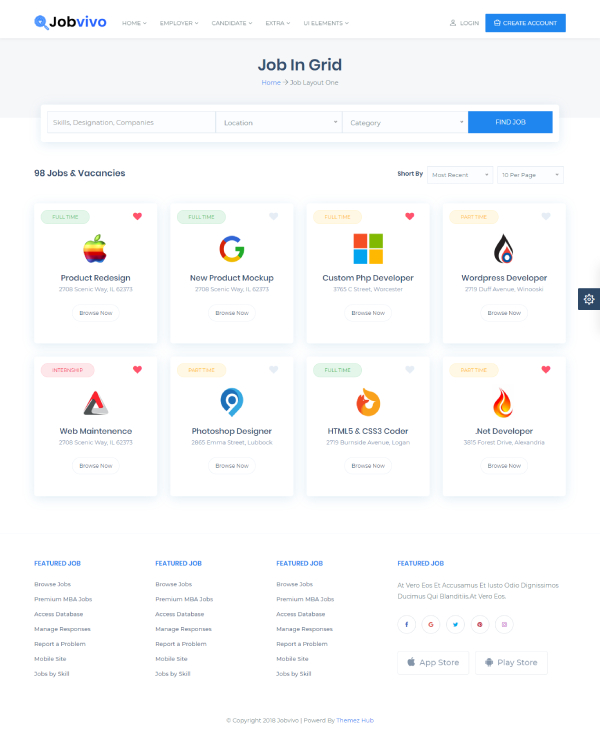 Jobvivo HOME EMPLOYER CANDIDATE EXTRA UI ELEMENTS LOGIN CREATE ACCOUNT
Job In Grid
Home Job Layout One
Skills, Designation, Companies Location Category FIND JOB
98 Jobs & Vacancies Short By Most Recent 10 Per Page
FULL TIME FULL TIME FULL TIME PART TIME
Product Redesign New Product Mockup Custom Php Developer Wordpress Developer
2708 Scenic Way, IL 62373 2708 Scenic Way, IL 62373 3765 C Street, Worcester 2719 Duff Avenue, Winooski
Browse Now Browse Now Browse Now Browse Now
INTERNSHIP PART TIME FULL TIME PART TIME
Web Maintenence Photoshop Designer HTML5 & CSS3 Coder .Net Developer
2708 Scenic Way, IL 62373 2865 Emma Street, Lubbock 2719 Burnside Avenue, Logan 3815 Forest Drive, Alexandria
Browse Now Browse Now Browse Now Browse Now
FEATURED JOB FEATURED JOB FEATURED JOB FEATURED JOB
Browse Jobs Browse Jobs Browse Jobs At Vero Eos Et Accusamus Et Iusto Odio Dignissimos
Premium MBA Jobs Premium MBA Jobs Premium MBA Jobs Ducimus Qui Blanditiis,At Vero Eos.
Access Database Access Database Access Database
Manage Responses Manage Responses Manage Responses
Report a Problem Report a Problem Report a Problem
Mobile Site Mobile Site Mobile Site App Store Play Store
Jobs by Skill Jobs by Skill Jobs by Skill
© Copyright 2018 Jobvivo | Powerd By Themez Hub